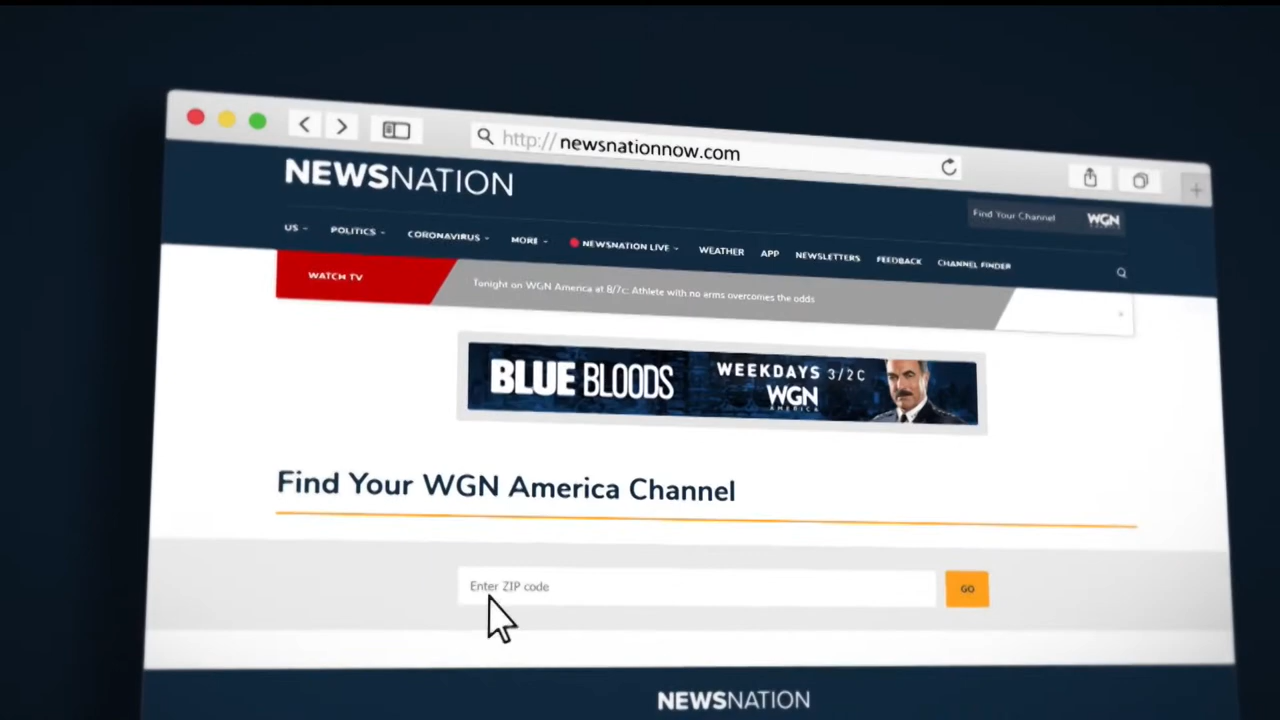 http://newsnationnow.com
NEWSNATION
Find Your Channel WGN
US POLITICS CORONAVIRUS MORE NEWSNATION LIVE WEATHER APP NEWSLETTERS FEEDBACK CHANNEL FINDER
WATCH TV
Tonight on WGN America at 8/7c: Athlete with no arms overcomes the odds
BLUE BLOODS
WEEKDAYS 3/2C
WGN
AMERICA
Find Your WGN America Channel
Enter ZIP code
GO
NEWSNATION